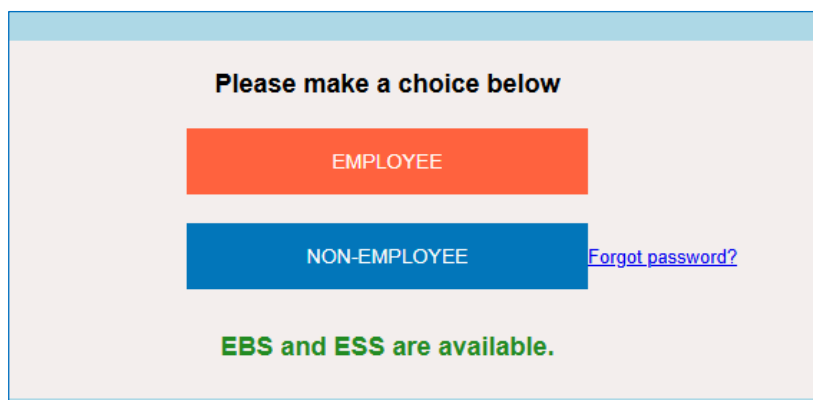 Please make a choice below
EMPLOYEE
NON-EMPLOYEE Forgot password?
EBS and ESS are available.